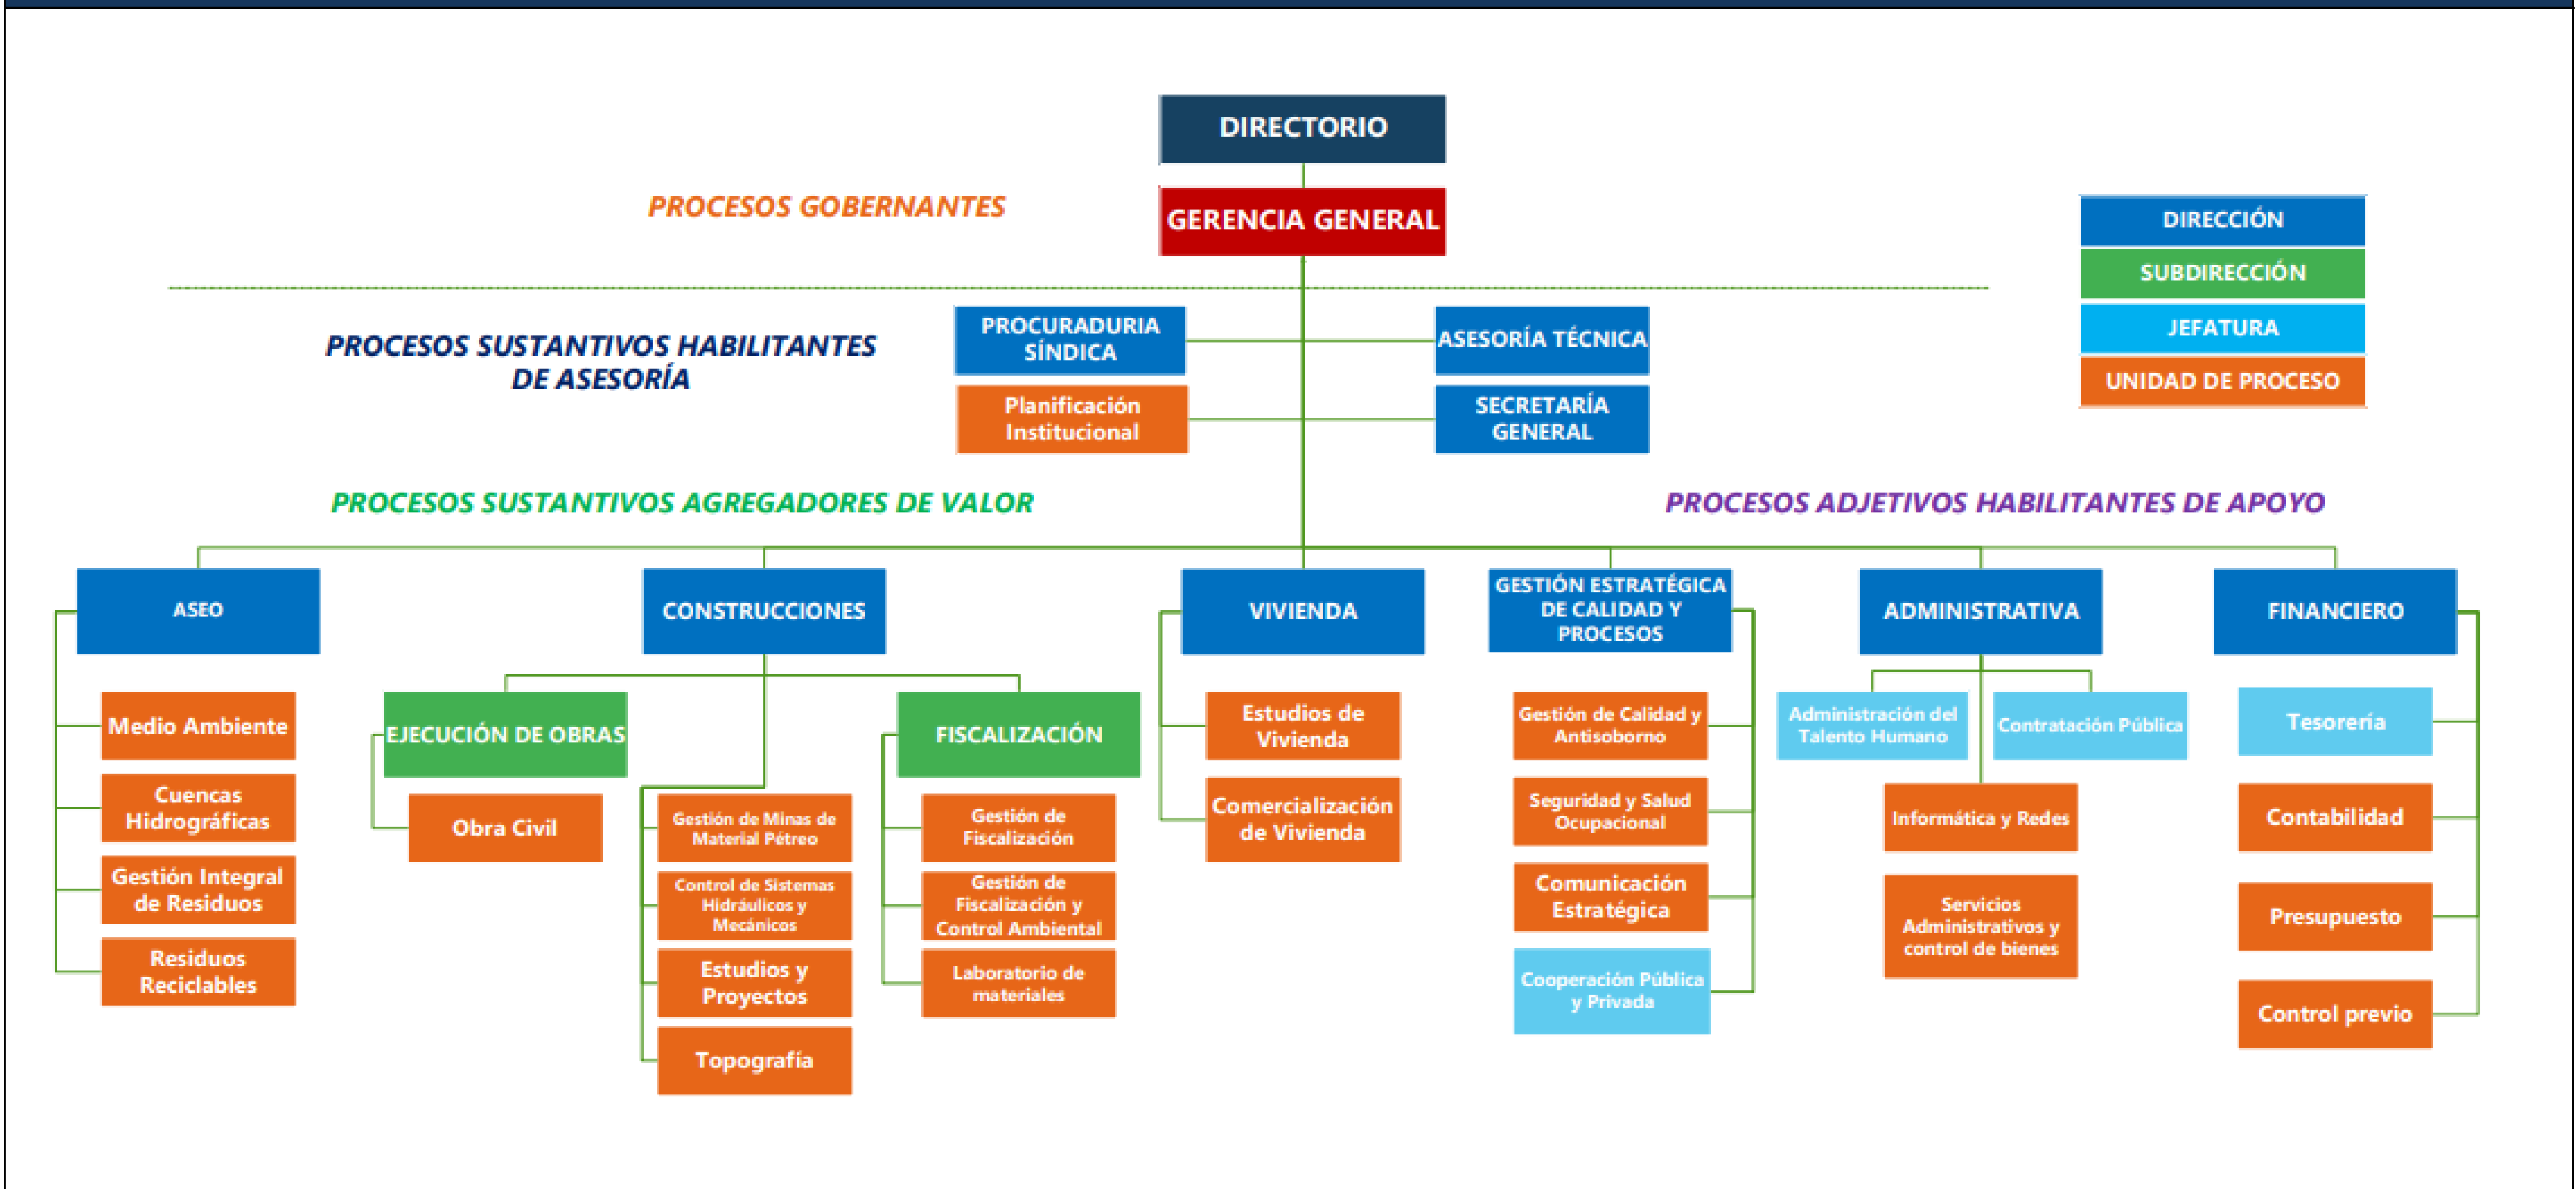 DIRECTORIO
PROCESOS GOBERNANTES
GERENCIA GENERAL
DIRECCIÓN
SUBDIRECCIÓN
JEFATURA
UNIDAD DE PROCESO
PROCESOS SUSTANTIVOS HABILITANTES
DE ASESORÍA
PROCURADURIA
SÍNDICA
ASESORÍA TÉCNICA
Planificación
Institucional
SECRETARÍA
GENERAL
PROCESOS SUSTANTIVOS AGREGADORES DE VALOR
PROCESOS ADJETIVOS HABILITANTES DE APOYO
ASEO
Medio Ambiente
Cuencas
Hidrográficas
Gestión Integral
de Residuos
Residuos
Reciclables
CONSTRUCCIONES
EJECUCIÓN DE OBRAS
Obra Civil
Gestión de Minas de
Material Pétreo
Control de Sistemas
Hidráulicos y
Mecánicos
Estudios y
Proyectos
Topografía
FISCALIZACIÓN
Gestión de
Fiscalización
Gestión de
Fiscalización y
Control Ambiental
Laboratorio de
materiales
VIVIENDA
Estudios de
Vivienda
Comercialización
de Vivienda
GESTIÓN ESTRATÉGICA
DE CALIDAD Y
PROCESOS
Gestión de Calidad y
Antisoborno
Seguridad y Salud
Ocupacional
Comunicación
Estratégica
Cooperación Pública
y Privada
ADMINISTRATIVA
Administración del
Talento Humano
Contratación Pública
Informática y Redes
Servicios
Administrativos y
control de bienes
FINANCIERO
Tesorería
Contabilidad
Presupuesto
Control previo